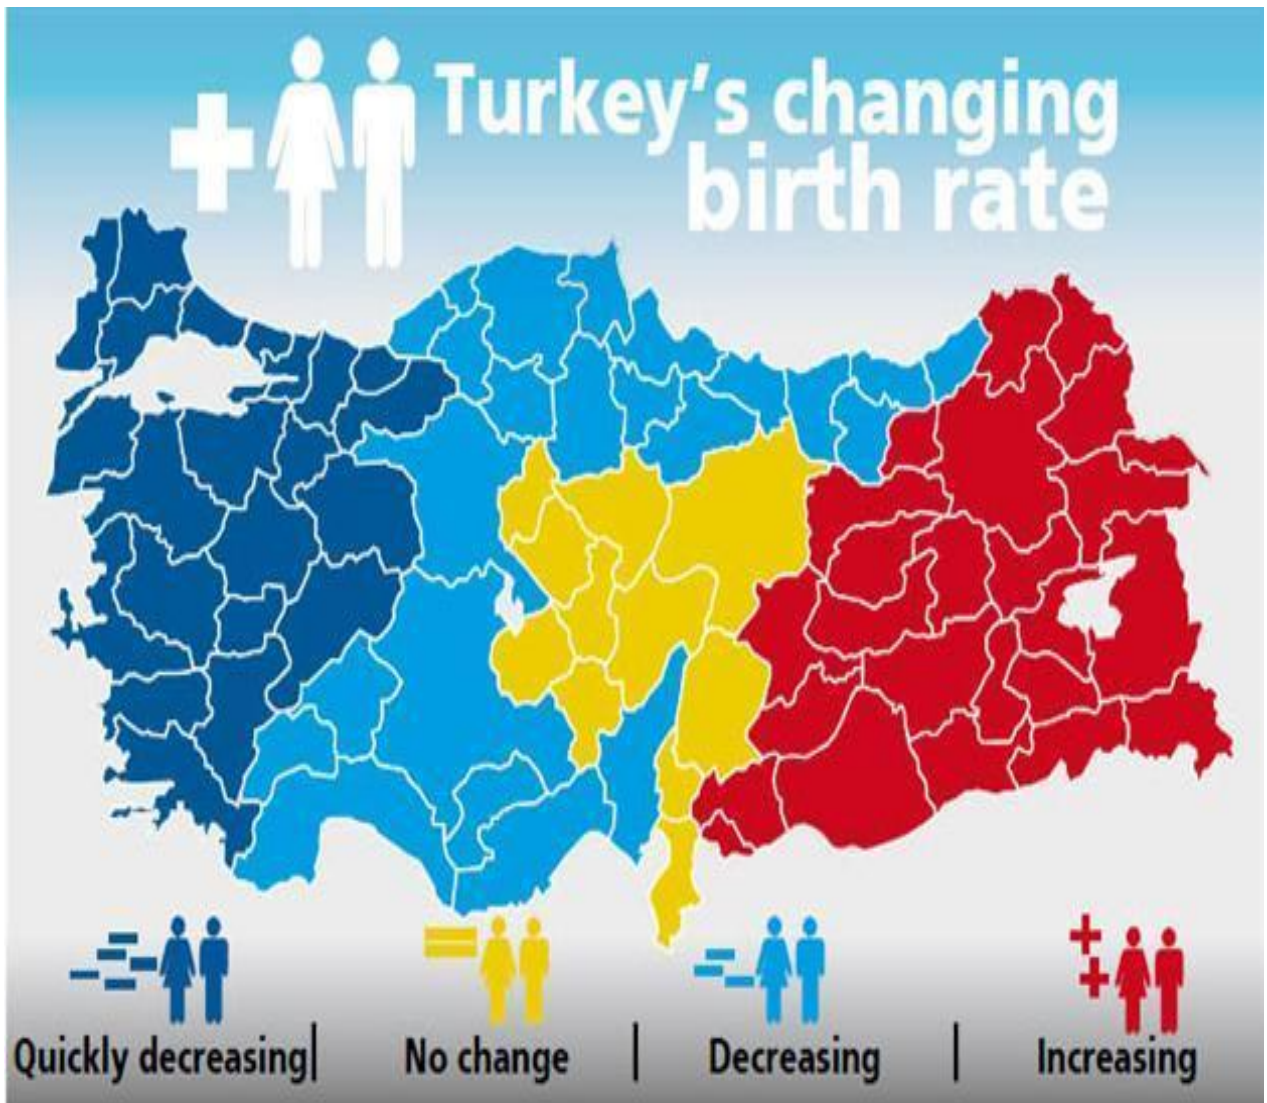 Turkey's changing
birth rate
Quickly decreasing
No change
Decreasing
Increasing